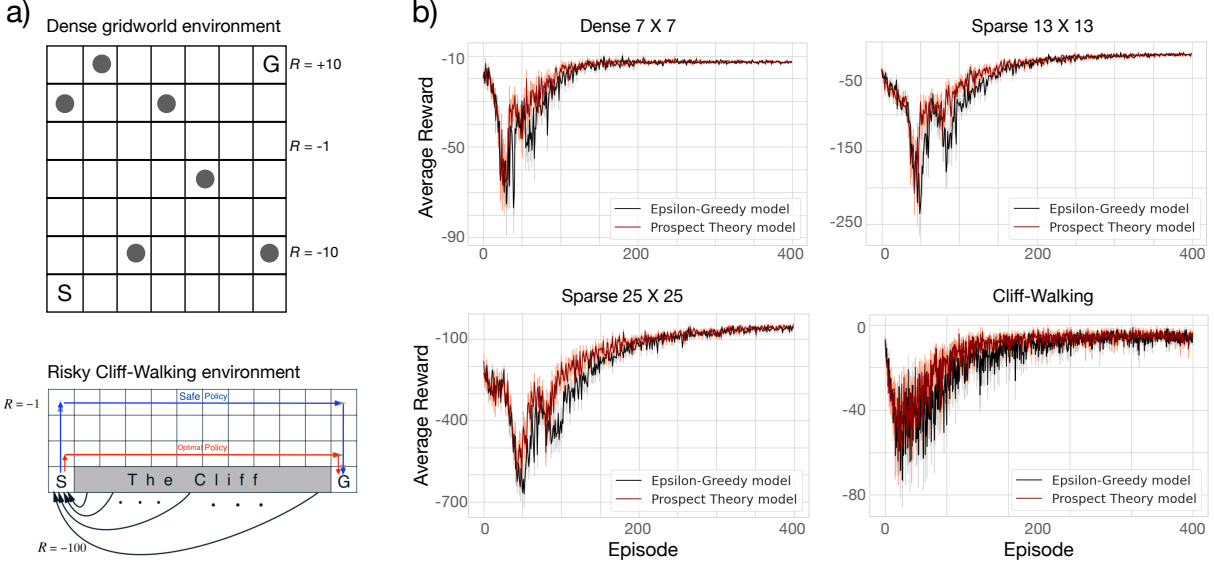 a)
Dense gridworld environment
G R = +10
R = -1
R = -10
S
Risky Cliff-Walking environment
R = −1
Safe Policy
Optimal Policy
S The Cliff G
R = −100
b)
Dense 7 X 7
Average Reward
-10
-50
-90
0 200 400
Epsilon-Greedy model
Prospect Theory model
Sparse 13 X 13
-50
-150
-250
0 200 400
Epsilon-Greedy model
Prospect Theory model
Sparse 25 X 25
Average Reward
-100
-400
-700
0 200 400
Epsilon-Greedy model
Prospect Theory model
Episode
Cliff-Walking
0
-40
-80
0 200 400
Epsilon-Greedy model
Prospect Theory model
Episode